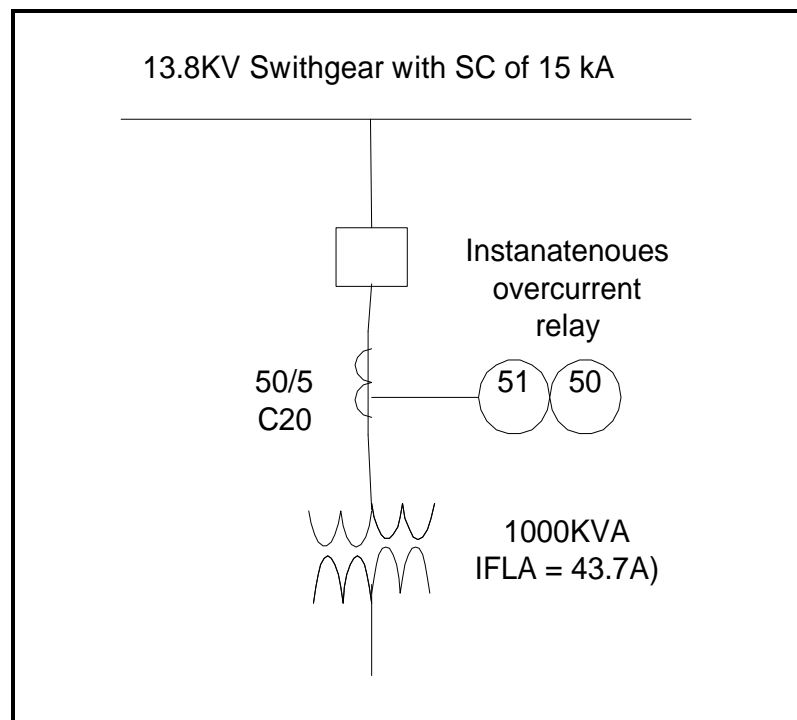 13.8KV Swithgear with SC of 15 kA
Instanatenoues
overcurrent
relay
50/5
C20
51 50
1000KVA
IFLA = 43.7A)